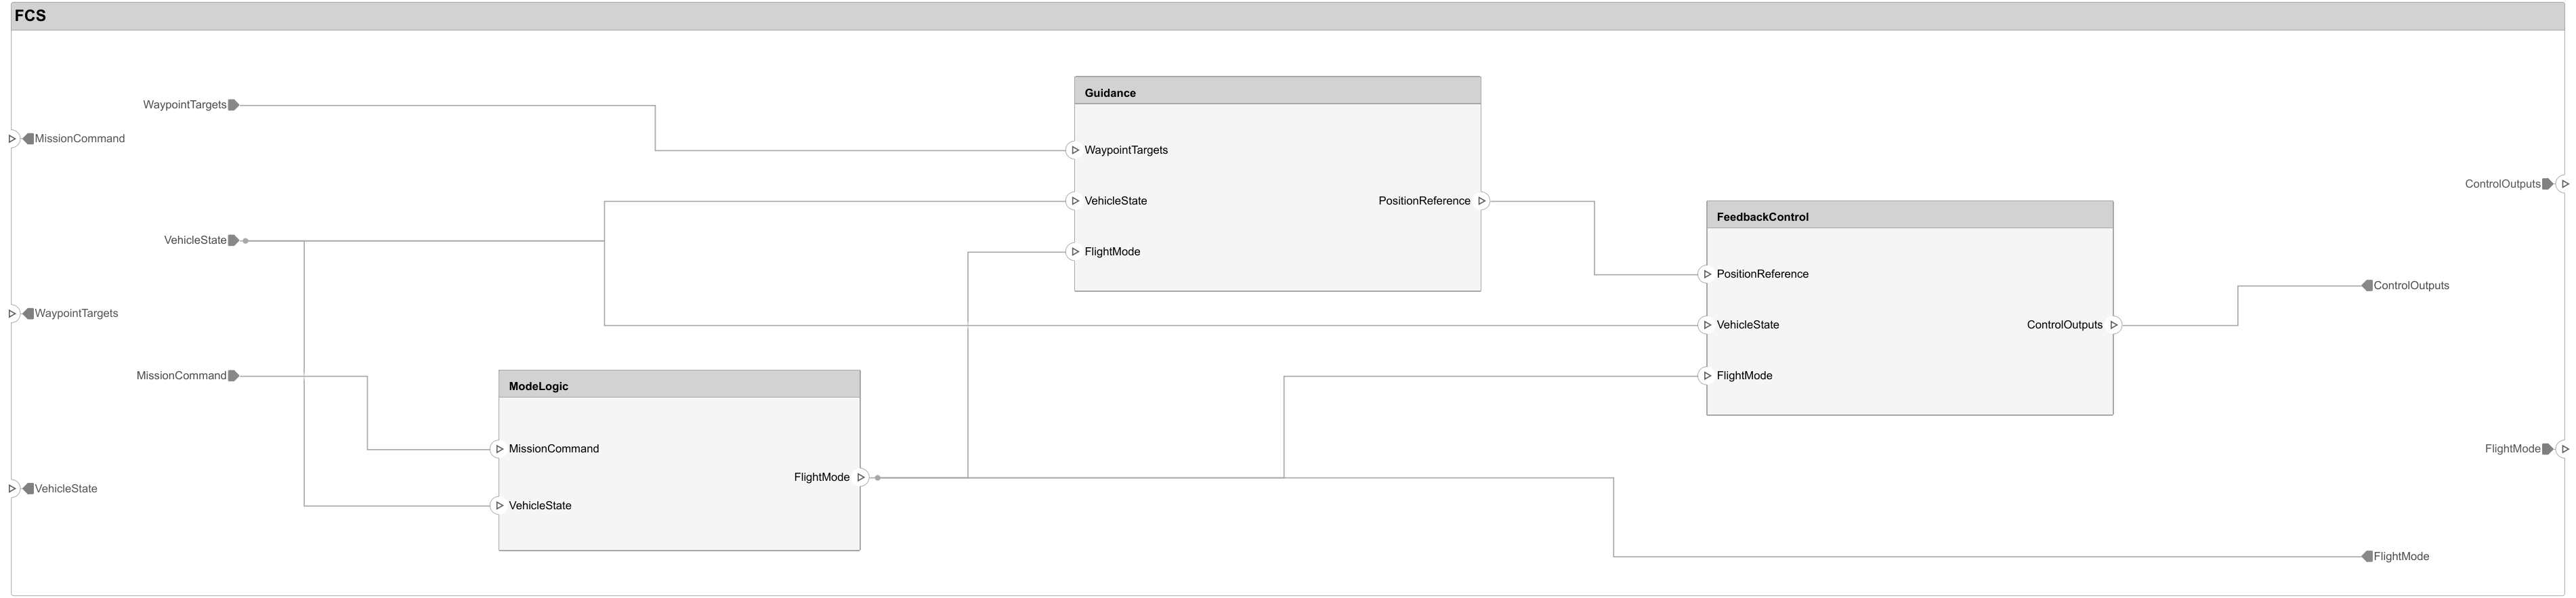 FCS
WaypointTargets
MissionCommand
VehicleState
WaypointTargets
MissionCommand
VehicleState
Guidance
WaypointTargets
VehicleState
FlightMode
PositionReference
ModeLogic
MissionCommand
VehicleState
FlightMode
FeedbackControl
PositionReference
VehicleState
FlightMode
ControlOutputs
ControlOutputs
ControlOutputs
FlightMode
FlightMode